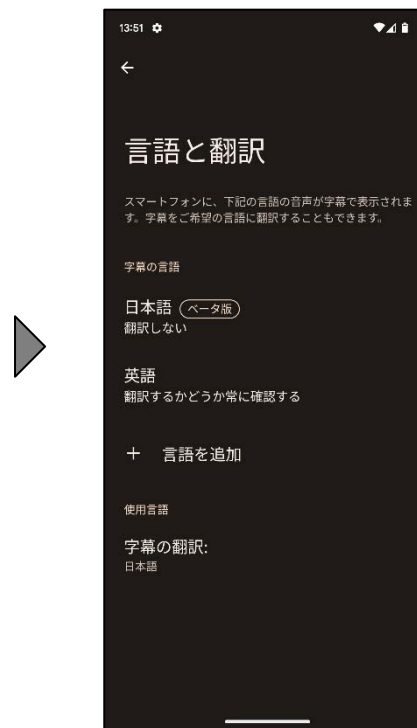 13:51
言語と翻訳
スマートフォンに、下記の言語の音声が字幕で表示されま
す。字幕をご希望の言語に翻訳することもできます。
字幕の言語
日本語 ベータ版
翻訳しない
英語
翻訳するかどうか常に確認する
+ 言語を追加
使用言語
字幕の翻訳:
日本語